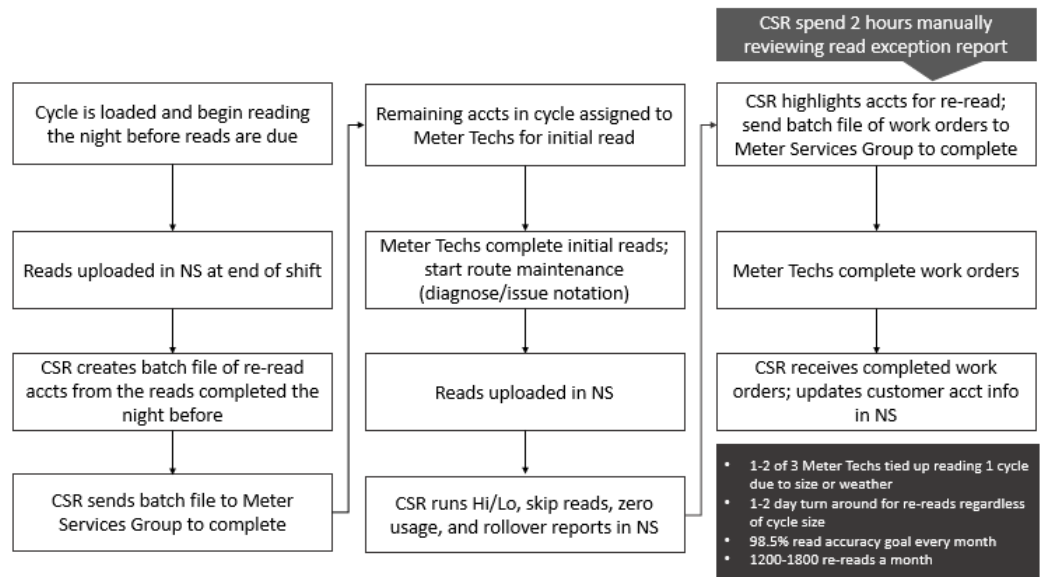 Cycle is loaded and begin reading
the night before reads are due
Reads uploaded in NS at end of shift
CSR creates batch file of re-read
accts from the reads completed the
night before
CSR sends batch file to Meter
Services Group to complete
Remaining accts in cycle assigned to
Meter Techs for initial read
Meter Techs complete initial reads;
start route maintenance
(diagnose/issue notation)
Reads uploaded in NS
CSR runs Hi/Lo, skip reads, zero
usage, and rollover reports in NS
CSR spend 2 hours manually
reviewing read exception report
CSR highlights accts for re-read;
send batch file of work orders to
Meter Services Group to complete
Meter Techs complete work orders
CSR receives completed work
orders; updates customer acct info
in NS
• 1-2 of 3 Meter Techs tied up reading 1 cycle
due to size or weather
• 1-2 day turn around for re-reads regardless
of cycle size
• 98.5% read accuracy goal every month
• 1200-1800 re-reads a month